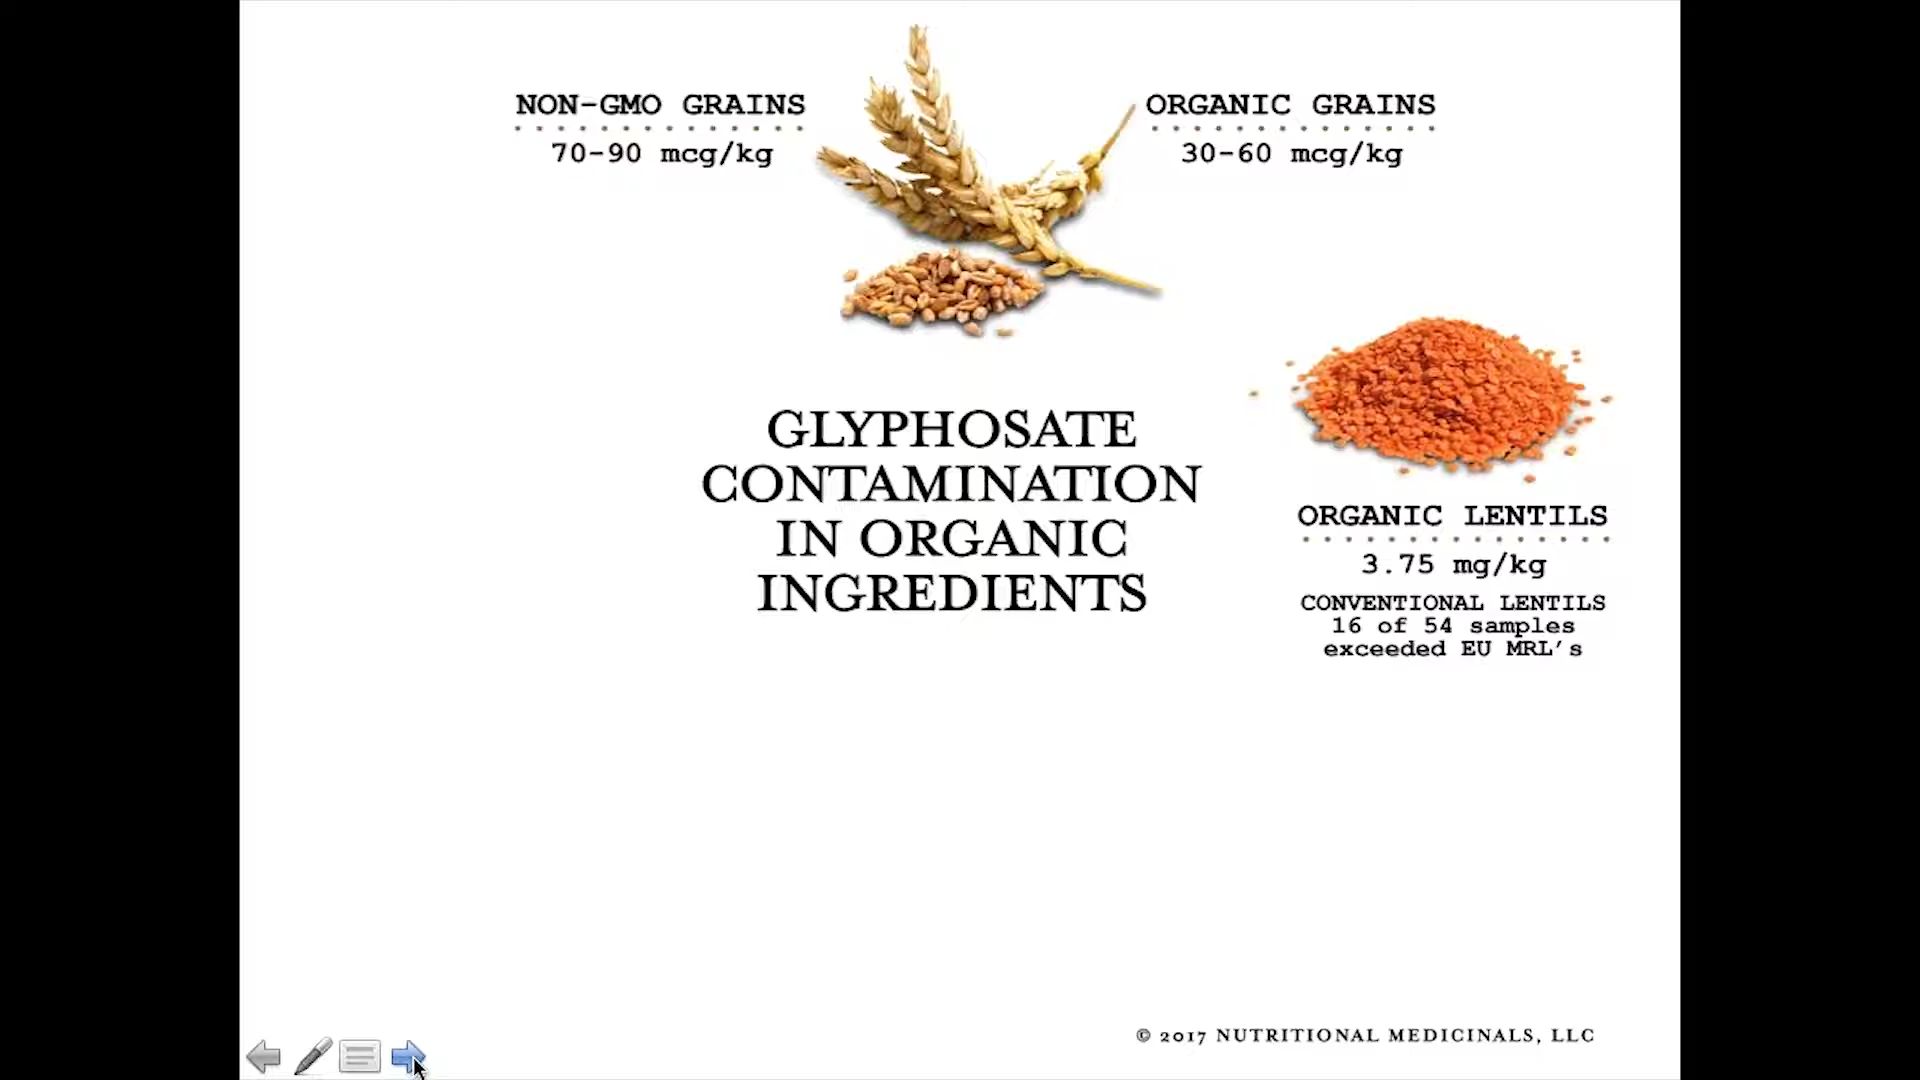 NON-GMO GRAINS
70-90 mcg/kg
ORGANIC GRAINS
30-60 mcg/kg
GLYPHOSATE
CONTAMINATION
IN ORGANIC
INGREDIENTS
ORGANIC LENTILS
3.75 mg/kg
CONVENTIONAL LENTILS
16 of 54 samples
exceeded EU MRL's
© 2017 NUTRITIONAL MEDICINALS, LLC